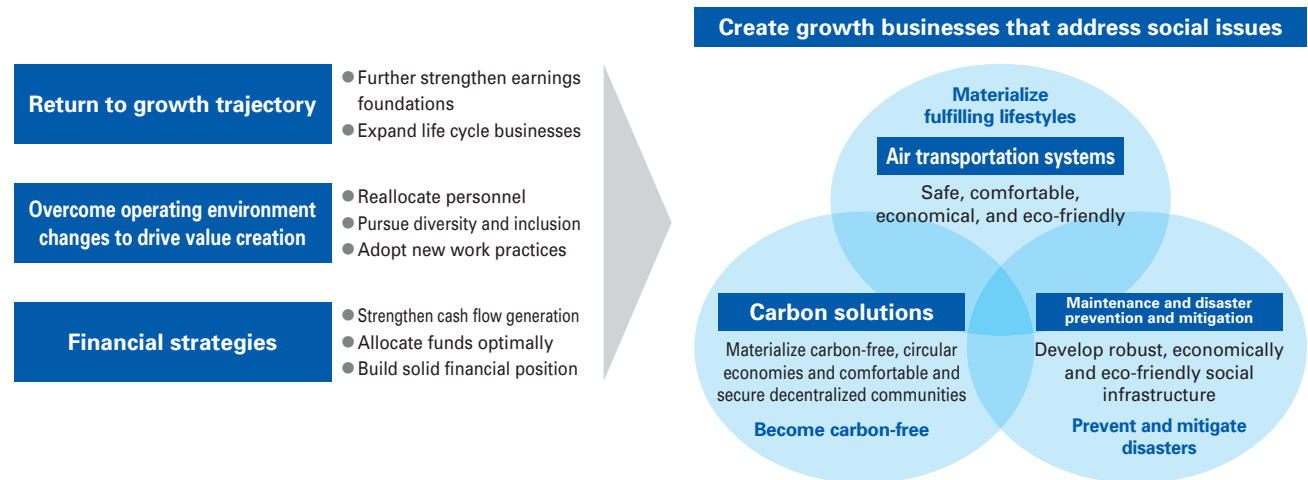 Create growth businesses that address social issues
Return to growth trajectory
● Further strengthen earnings
foundations
● Expand life cycle businesses
Overcome operating environment
changes to drive value creation
● Reallocate personnel
● Pursue diversity and inclusion
● Adopt new work practices
Financial strategies
● Strengthen cash flow generation
● Allocate funds optimally
● Build solid financial position
Materialize
fulfilling lifestyles
Air transportation systems
Safe, comfortable,
economical, and eco-friendly
Carbon solutions
Materialize carbon-free, circular
economies and comfortable and
secure decentralized communities
Become carbon-free
Maintenance and disaster
prevention and mitigation
Develop robust, economically
and eco-friendly social
infrastructure
Prevent and mitigate
disasters